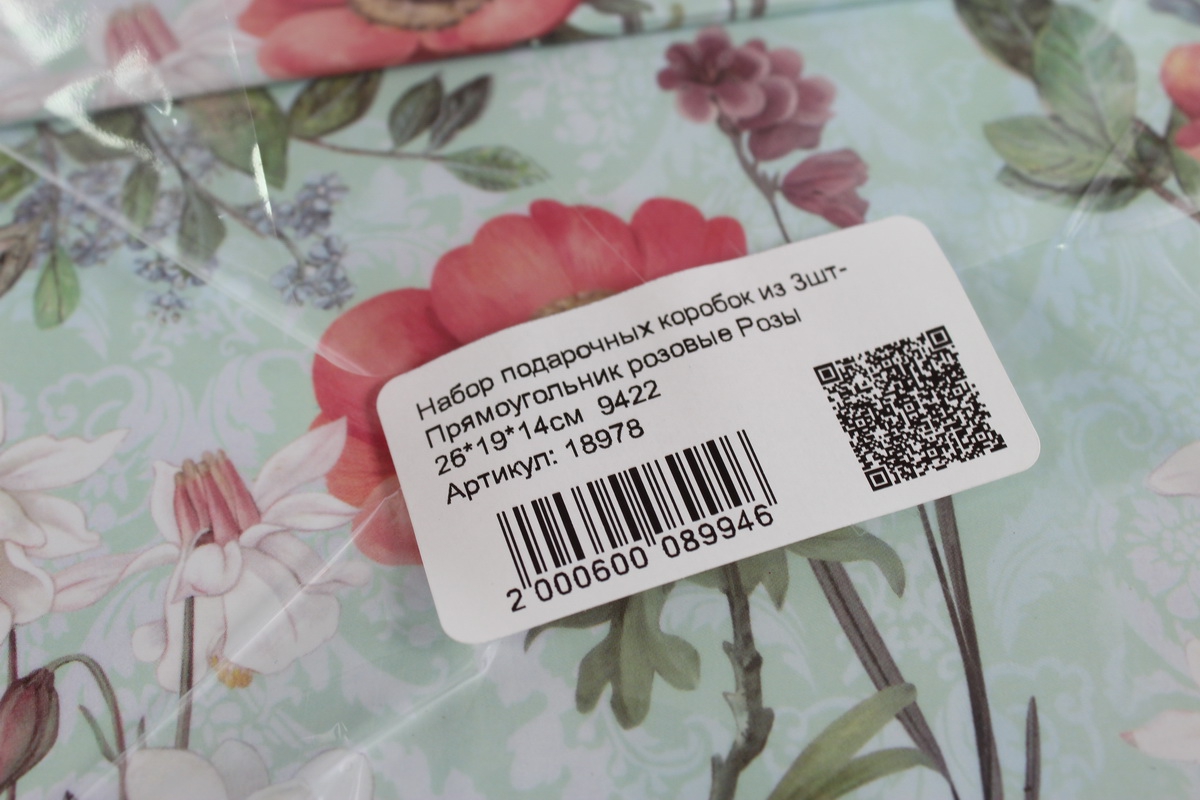 Набор подарочных коробок из 3шт-
Прямоугольник розовые Розы
26*19*14см 9422
Артикул: 18978
2 000600 089946